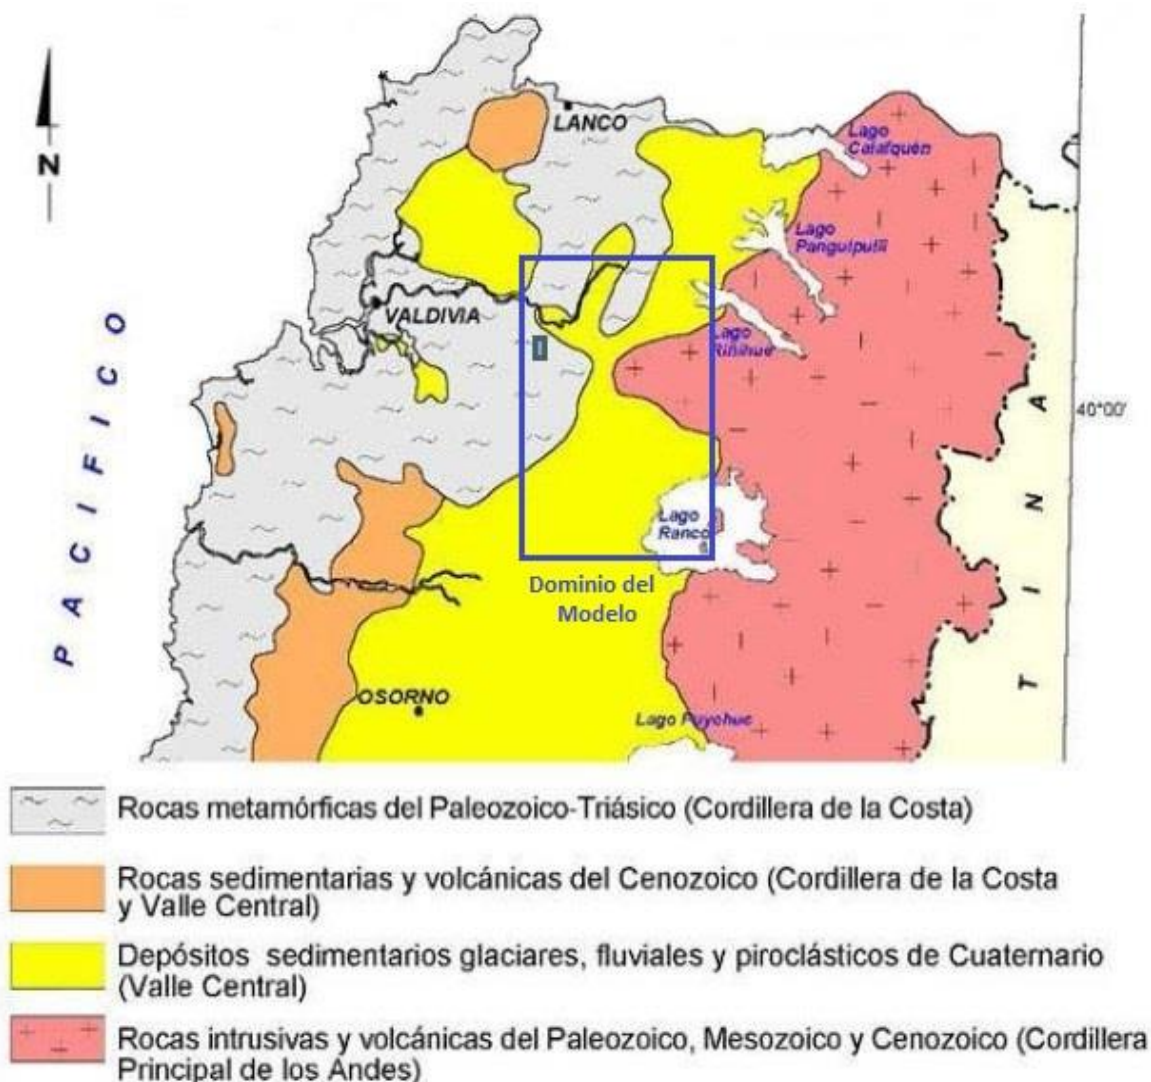 LANCO
Lago
Calafquén
N
Lago
Panguipulli
VALDIVIA
Lago
Riñihue
PACIFICO
40°00'
Lago
Ranco
Dominio del
Modelo
TINA
OSORNO
Lago Puyehue
Rocas metamórficas del Paleozoico-Triásico (Cordillera de la Costa)
Rocas sedimentarias y volcánicas del Cenozoico (Cordillera de la Costa
y Valle Central)
Depósitos sedimentarios glaciares, fluviales y piroclásticos de Cuaternario
(Valle Central)
Rocas intrusivas y volcánicas del Paleozoico, Mesozoico y Cenozoico (Cordillera
Principal de los Andes)